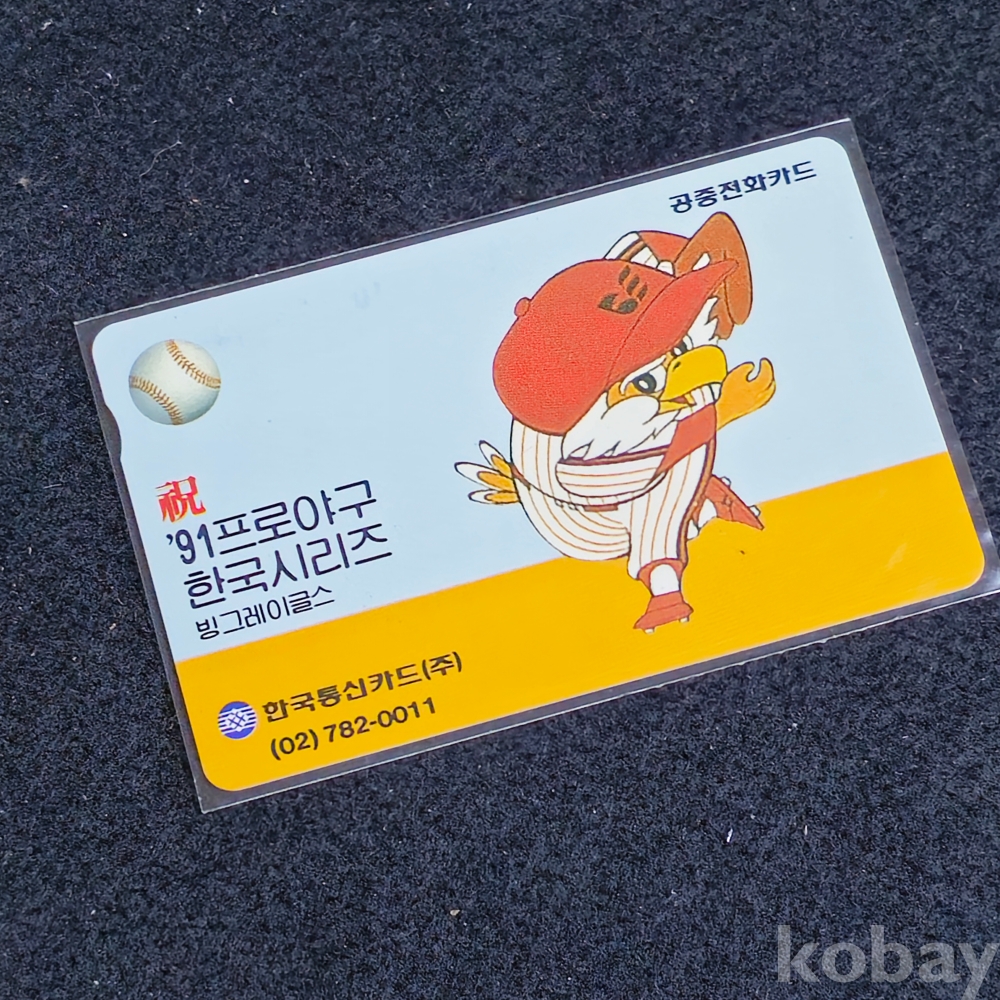 공중전화카드
祝
'91프로야구
한국시리즈
빙그레이글스
한국통신카드(주)
(02) 782-0011
kobay